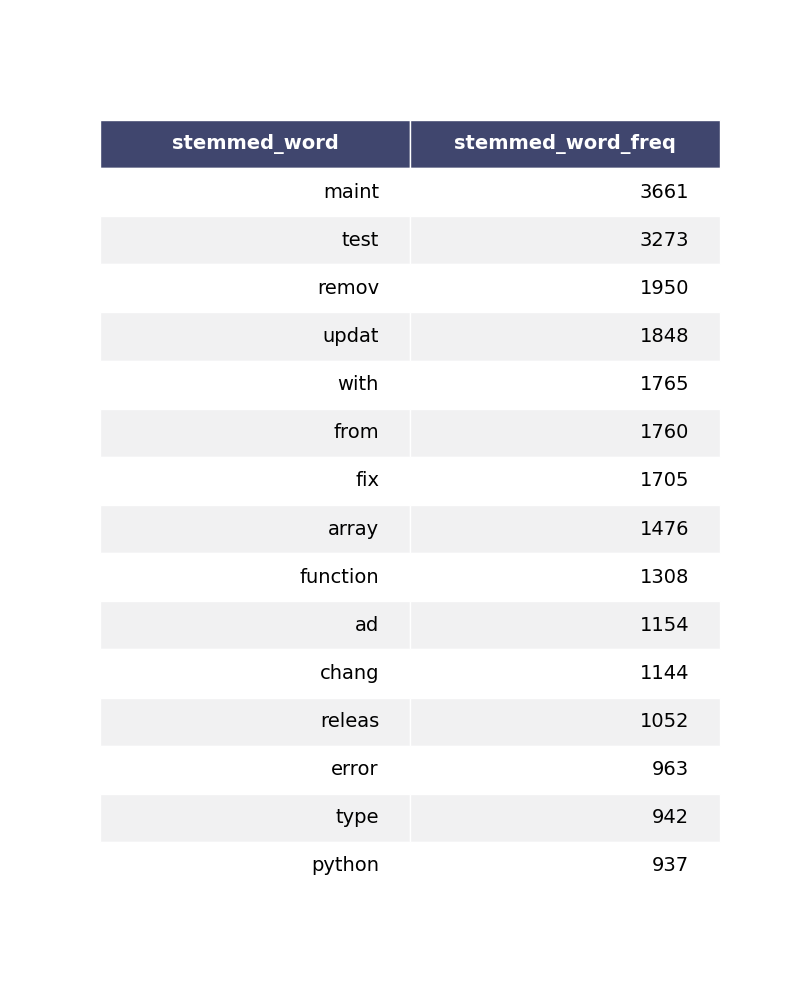 stemmed_word stemmed_word_freq
maint 3661
test 3273
remov 1950
updat 1848
with 1765
from 1760
fix 1705
array 1476
function 1308
ad 1154
chang 1144
releas 1052
error 963
type 942
python 937